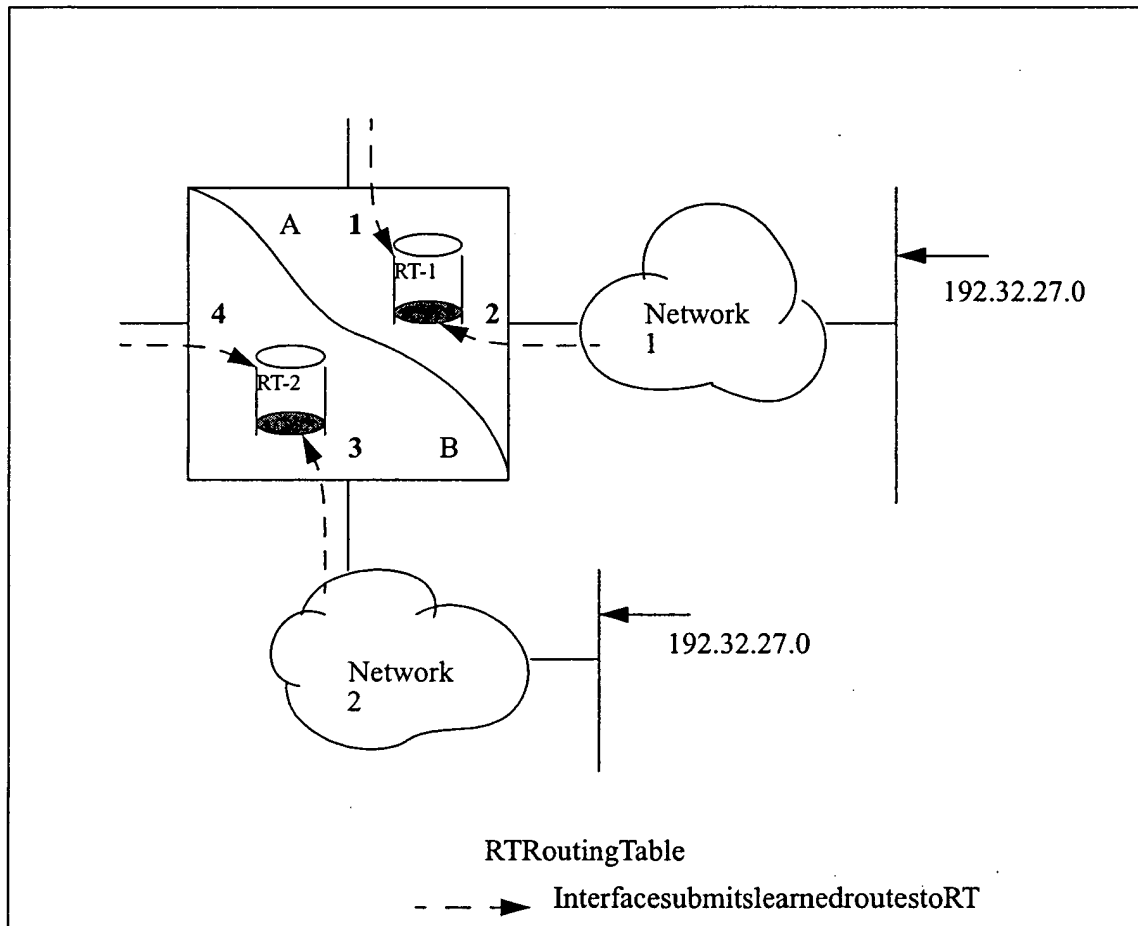 A
1
RT-1
2
4
RT-2
3
B
Network
1
192.32.27.0
Network
2
192.32.27.0
RTRoutingTable
InterfacesubmitslearnedroutestoRT